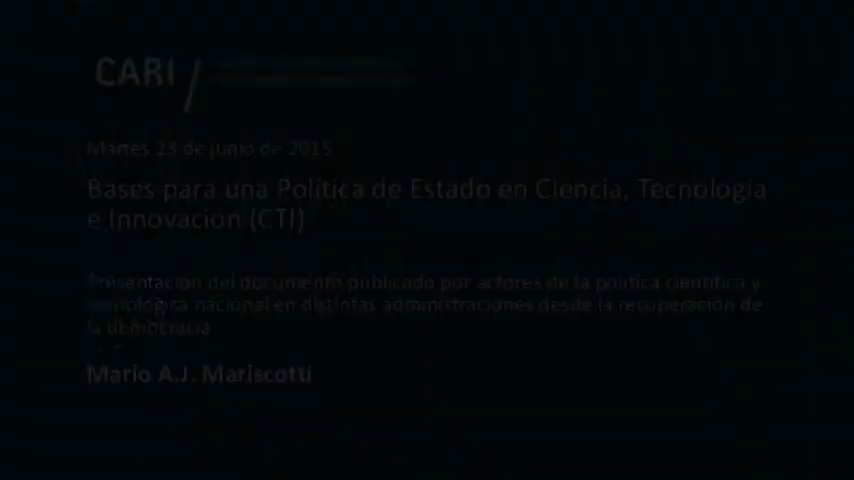 CARI /
Martes 23 de junio de 2015
Bases para una Política de Estado en Ciencia, Tecnología
e Innovación (CTI)
Presentación del documento publicado por actores de la política científica y
tecnológica nacional en distintas administraciones desde la recuperación de
la democracia
Mario A.J. Mariscotti